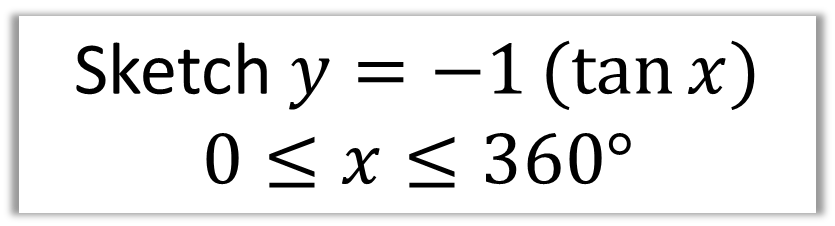 Sketch y = −1 (tan x)
0 ≤ x ≤ 360°